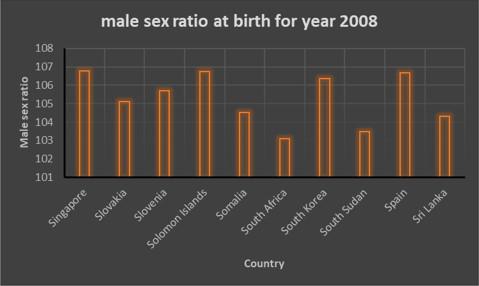 male sex ratio at birth for year 2008
Male sex ratio
108
107
106
105
104
103
102
101
Singapore
Slovakia
Slovenia
Solomon Islands
Somalia
South Africa
South Korea
South Sudan
Spain
Sri Lanka
Country